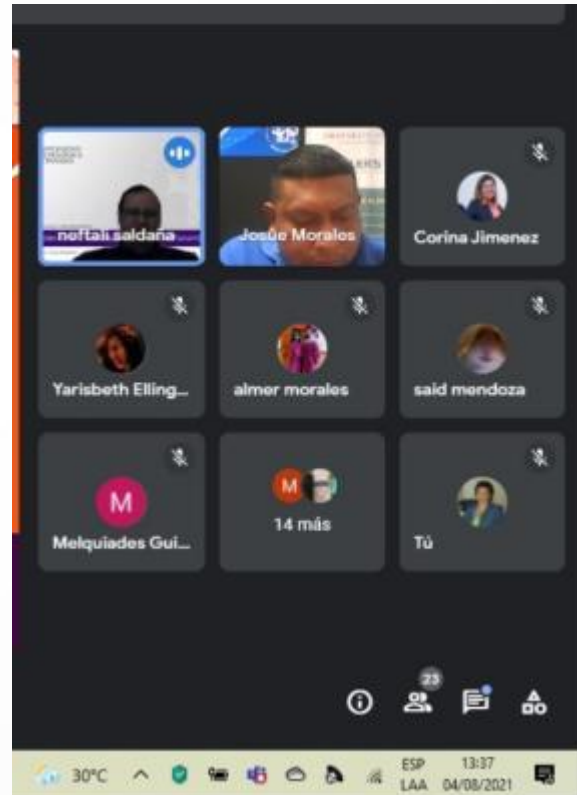 neftali saldaña
Josúe Morales
Corina Jimenez
Yarisbeth Elling...
almer morales
said mendoza
M
Melquiades Gui...
M
14 más
Tú
23
30°C
ESP
LAA
13:37
04/08/2021